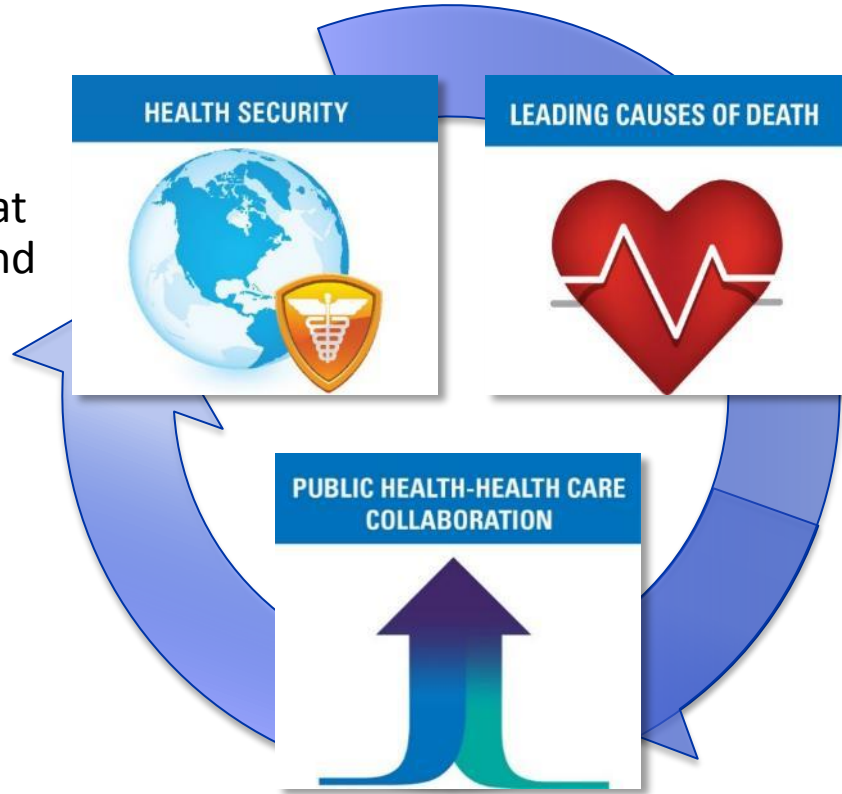 HEALTH SECURITY
LEADING CAUSES OF DEATH
PUBLIC HEALTH-HEALTH CARE
COLLABORATION